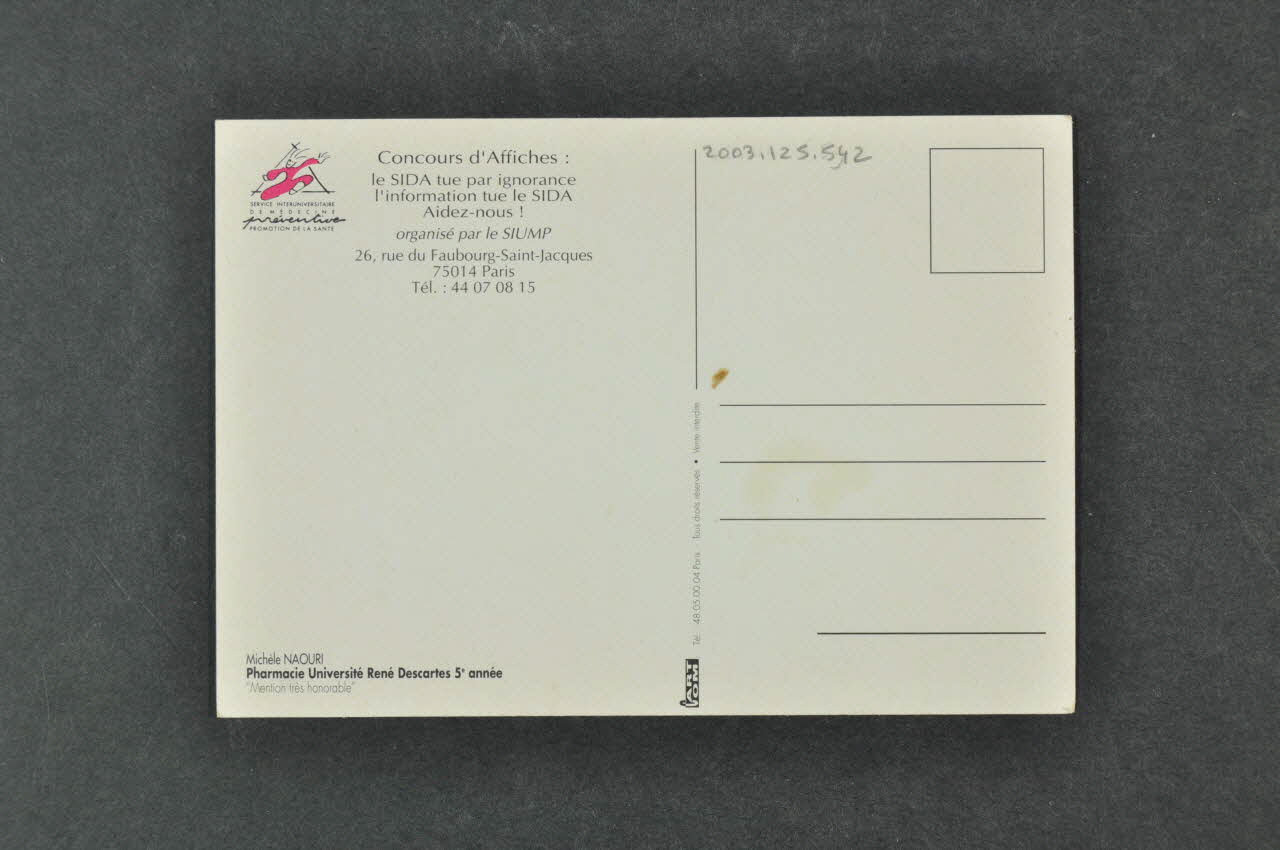 SERVICE INTERUNIVERSITAIRE
DE MÉDECINE
préventive
PROMOTION DE LA SANTÉ
Concours d'Affiches :
le SIDA tue par ignorance
l'information tue le SIDA
Aidez-nous !
organisé par le SIUMP
26, rue du Faubourg-Saint-Jacques
75014 Paris
Tél. : 44 07 08 15
2003.125.542
Tél. : 48.05.00.04 Paris - Tous droits réservés • Vente interdite
ART
Michèle NAOURI
Pharmacie Université René Descartes 5e année
"Mention très honorable"